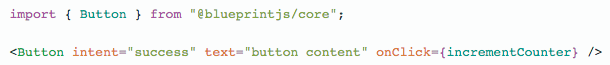 import { Button } from "@blueprintjs/core";
<Button intent="success" text="button content" onClick={incrementCounter} />